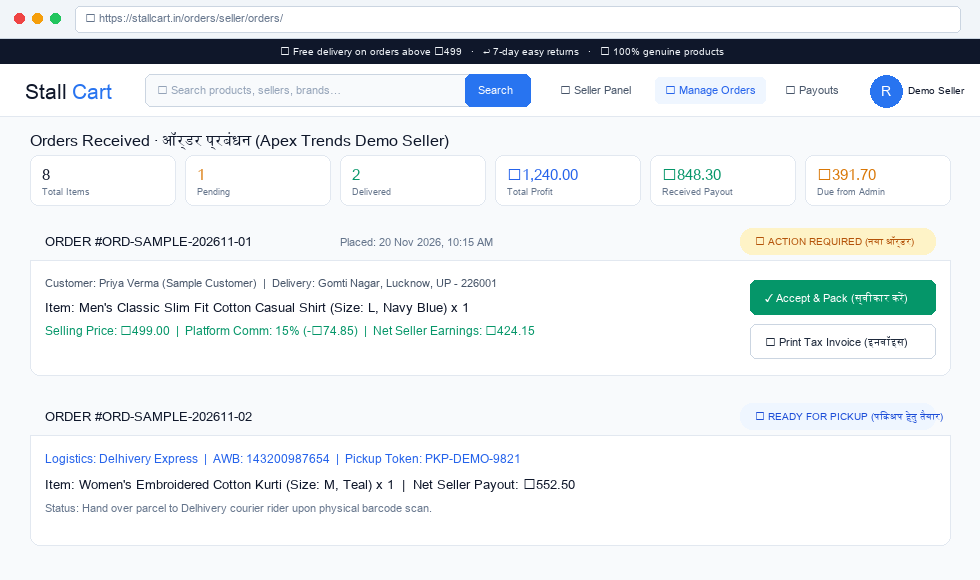 https://stallcart.in/orders/seller/orders/
□ Free delivery on orders above □499 · ↵ 7-day easy returns · □ 100% genuine products
Stall Cart
□ Search products, sellers, brands...
Search
□ Seller Panel
□ Manage Orders
□ Payouts
R
Demo Seller
Orders Received · ऑर्डर प्रबंधन (Apex Trends Demo Seller)
8
Total Items
1
Pending
2
Delivered
□1,240.00
Total Profit
□848.30
Received Payout
□391.70
Due from Admin
ORDER #ORD-SAMPLE-202611-01
Placed: 20 Nov 2026, 10:15 AM
□ ACTION REQUIRED (नया ऑर्डर)
Customer: Priya Verma (Sample Customer) | Delivery: Gomti Nagar, Lucknow, UP - 226001
Item: Men's Classic Slim Fit Cotton Casual Shirt (Size: L, Navy Blue) x 1
Selling Price: □499.00 | Platform Comm: 15% (-□74.85) | Net Seller Earnings: □424.15
✓ Accept & Pack (स्वीकार करें)
□ Print Tax Invoice (इनवॉइस)
ORDER #ORD-SAMPLE-202611-02
□ READY FOR PICKUP (पिकअप हेतु तैयार)
Logistics: Delhivery Express | AWB: 143200987654 | Pickup Token: PKP-DEMO-9821
Item: Women's Embroidered Cotton Kurti (Size: M, Teal) x 1 | Net Seller Payout: □552.50
Status: Hand over parcel to Delhivery courier rider upon physical barcode scan.